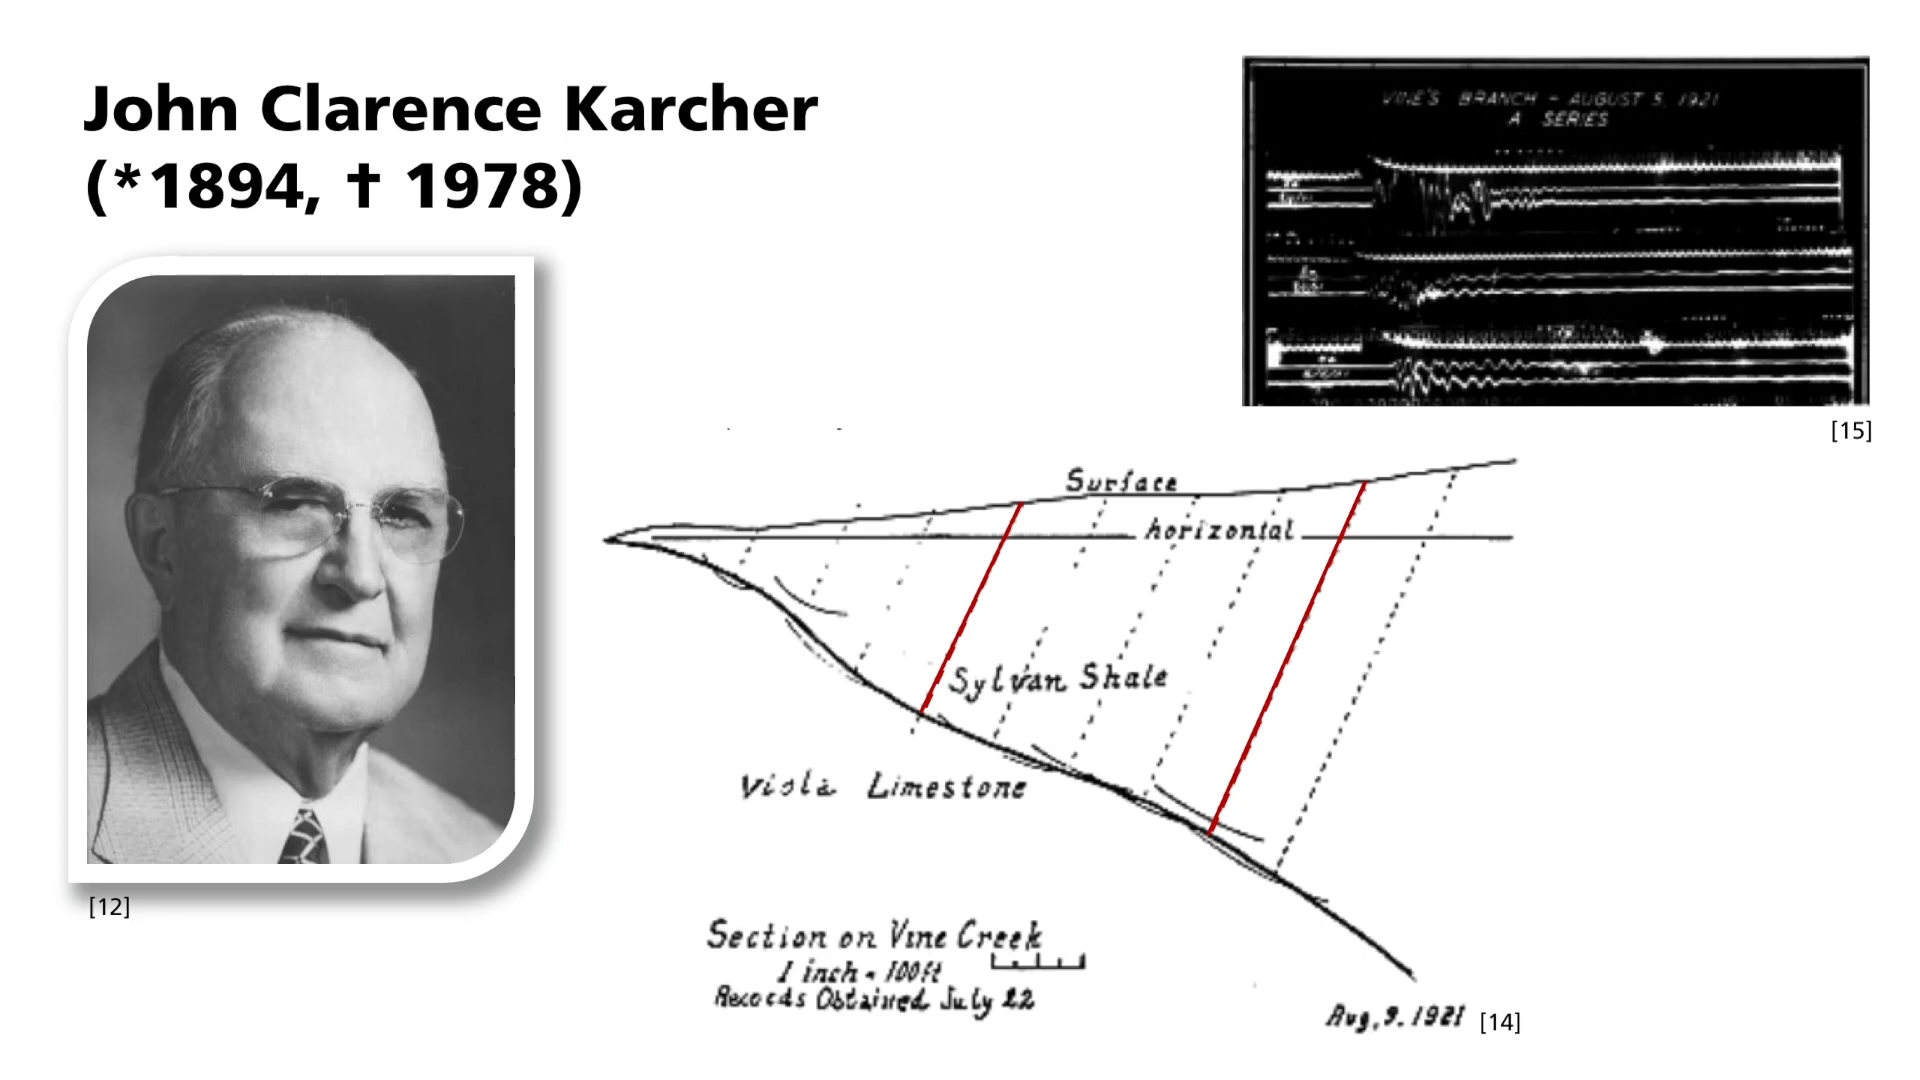 John Clarence Karcher
(*1894, † 1978)
VINE'S BRANCH - AUGUST 5, 1921
A SERIES
[15]
Surface
horizontal
Sylvan Shale
Viola Limestone
[12]
Section on Vine Creek
1 inch = 100ft
Records Obtained July 22
Aug, 9. 1921
[14]